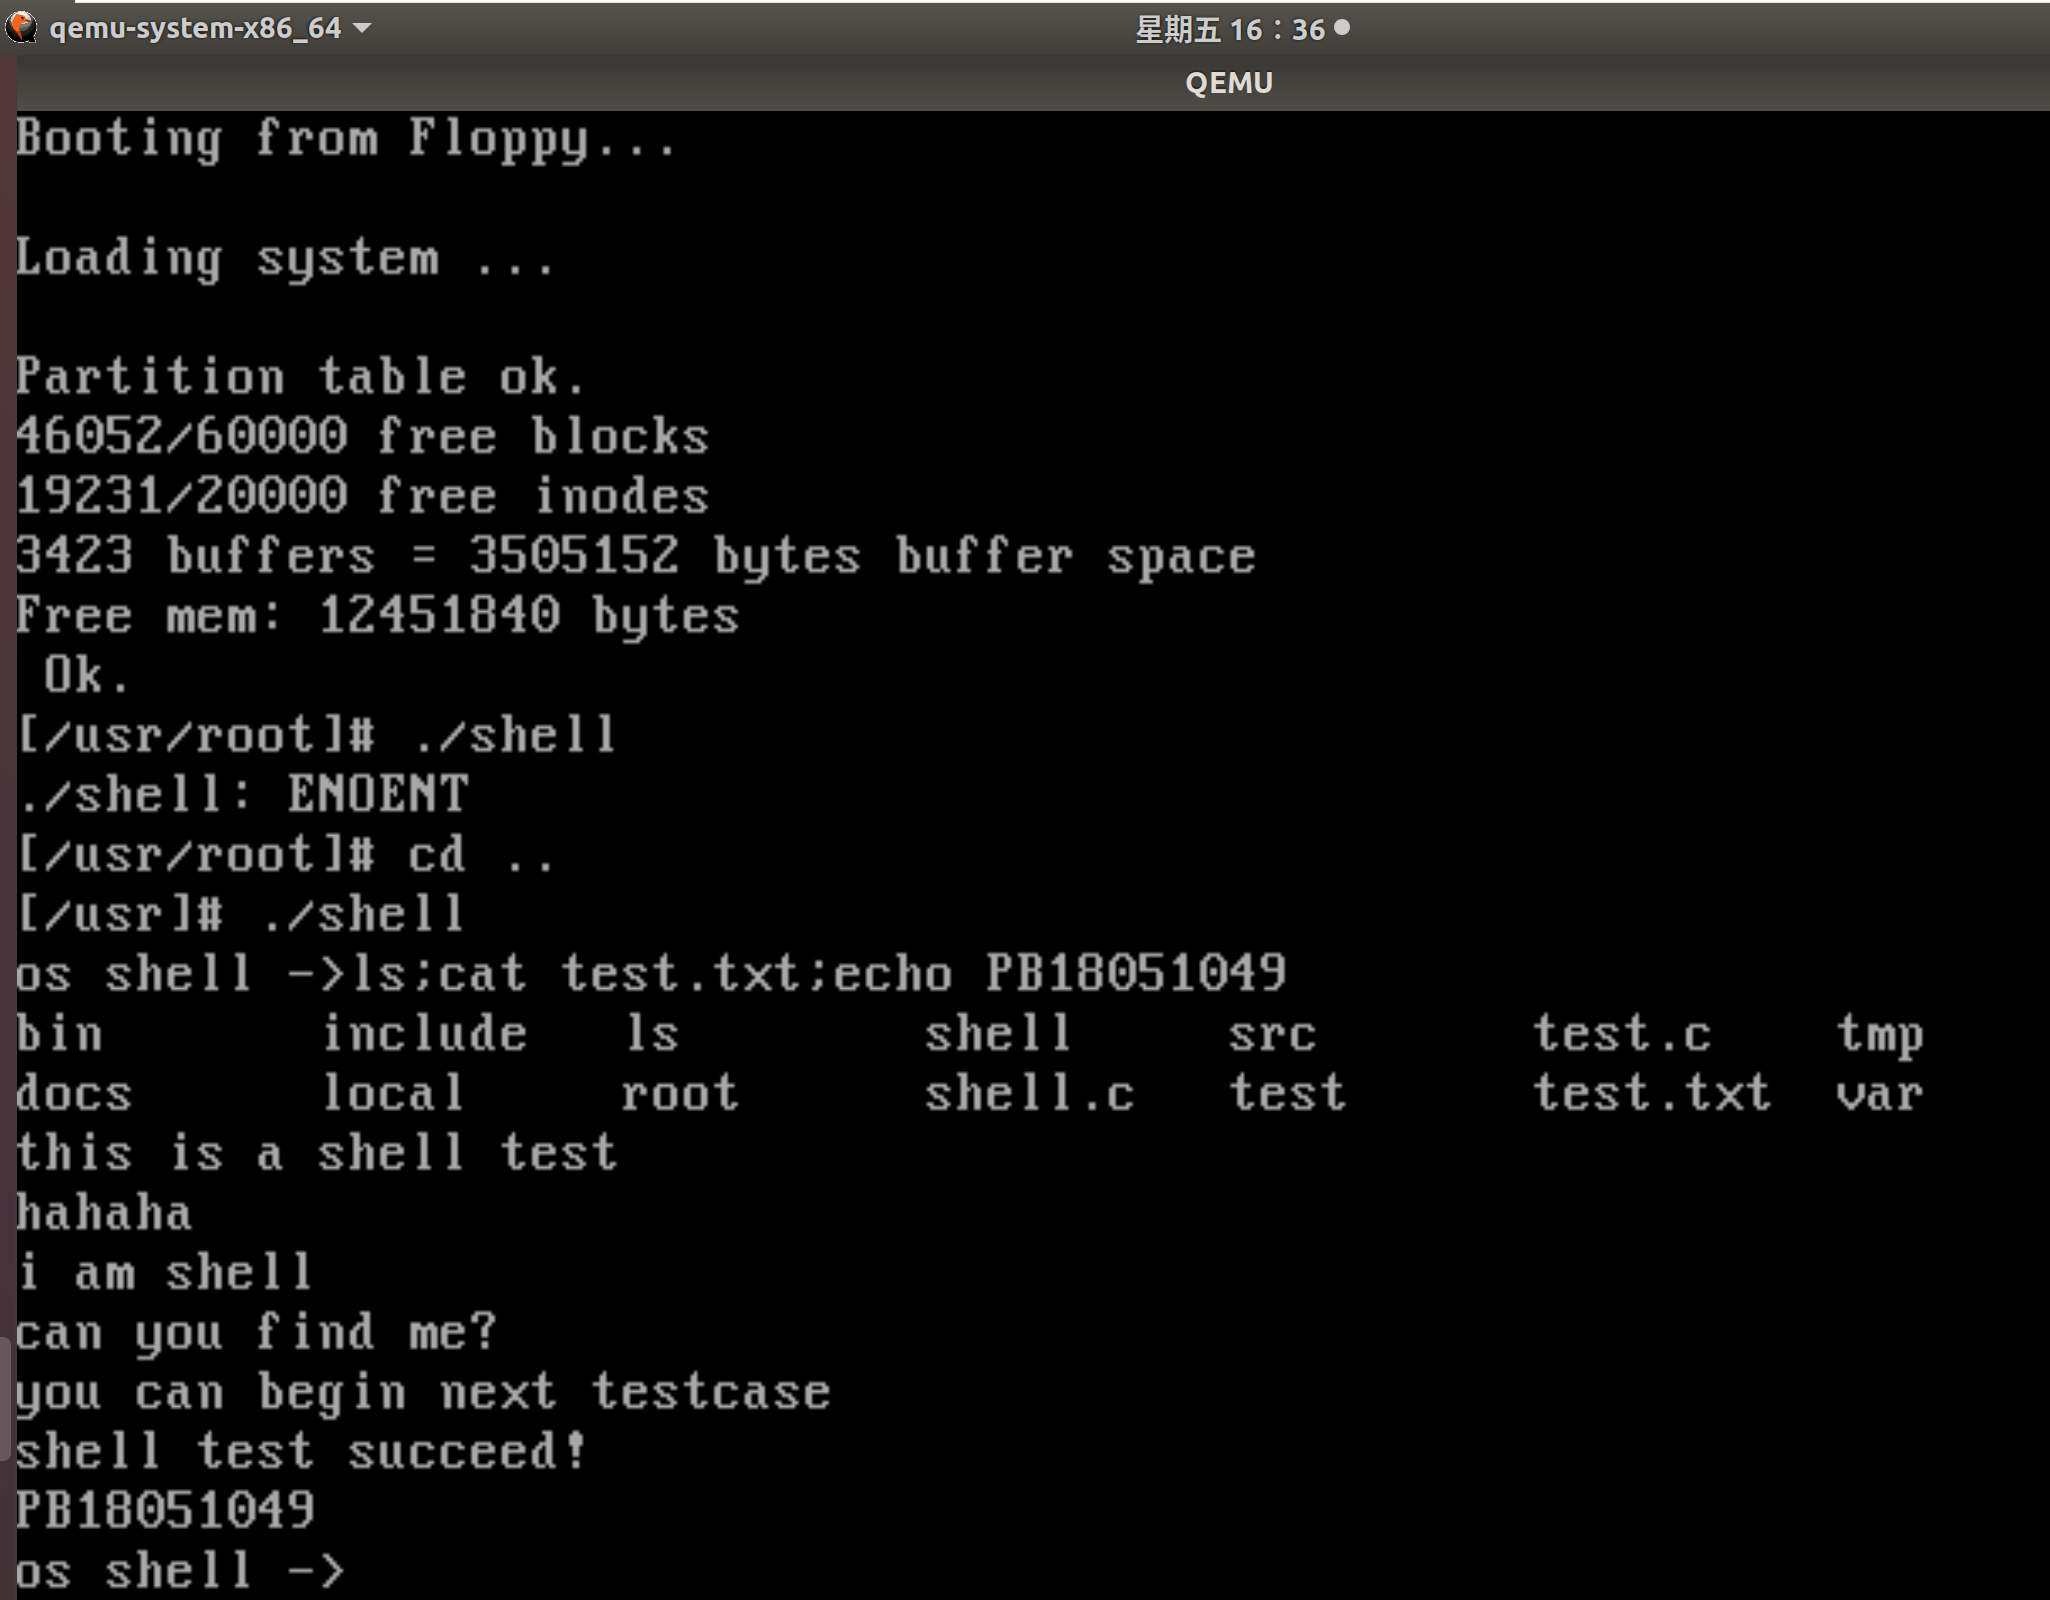 qemu-system-x86_64
星期五 16：36
QEMU
Booting from Floppy...
Loading system ...
Partition table ok.
46052/60000 free blocks
19231/20000 free inodes
3423 buffers = 3505152 bytes buffer space
Free mem: 12451840 bytes
Ok.
[/usr/root]# ./shell
./shell: ENOENT
[/usr/root]# cd ..
[/usr]# ./shell
os shell ->ls;cat test.txt;echo PB18051049
bin include ls shell src test.c tmp
docs local root shell.c test test.txt var
this is a shell test
hahaha
i am shell
can you find me?
you can begin next testcase
shell test succeed!
PB18051049
os shell ->